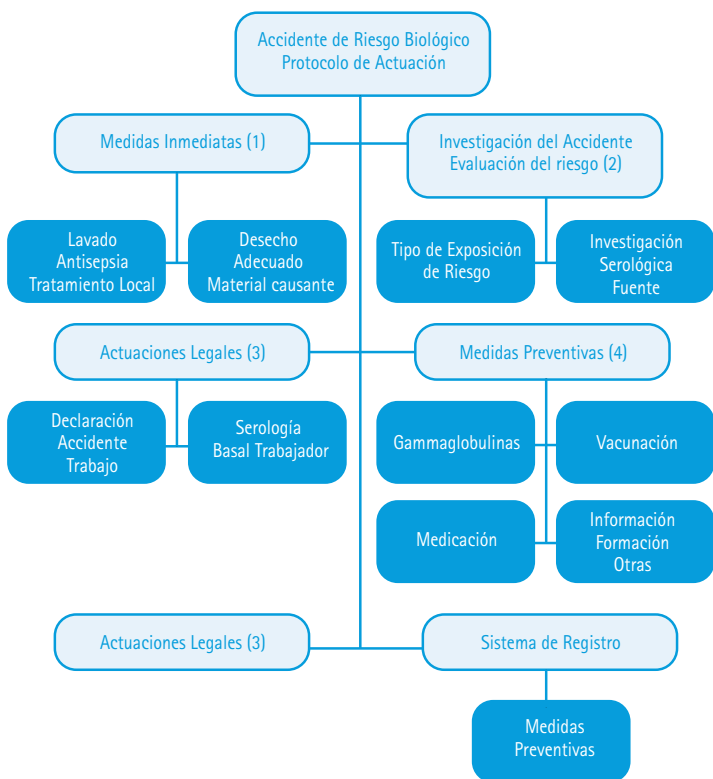 Accidente de Riesgo Biológico
Protocolo de Actuación
Medidas Inmediatas (1)
Investigación del Accidente
Evaluación del riesgo (2)
Lavado
Antisepsia
Tratamiento Local
Desecho
Adecuado
Material causante
Tipo de Exposición
de Riesgo
Investigación
Serológica
Fuente
Actuaciones Legales (3)
Medidas Preventivas (4)
Declaración
Accidente
Trabajo
Serología
Basal Trabajador
Gammaglobulinas
Vacunación
Medicación
Información
Formación
Otras
Actuaciones Legales (3)
Sistema de Registro
Medidas
Preventivas